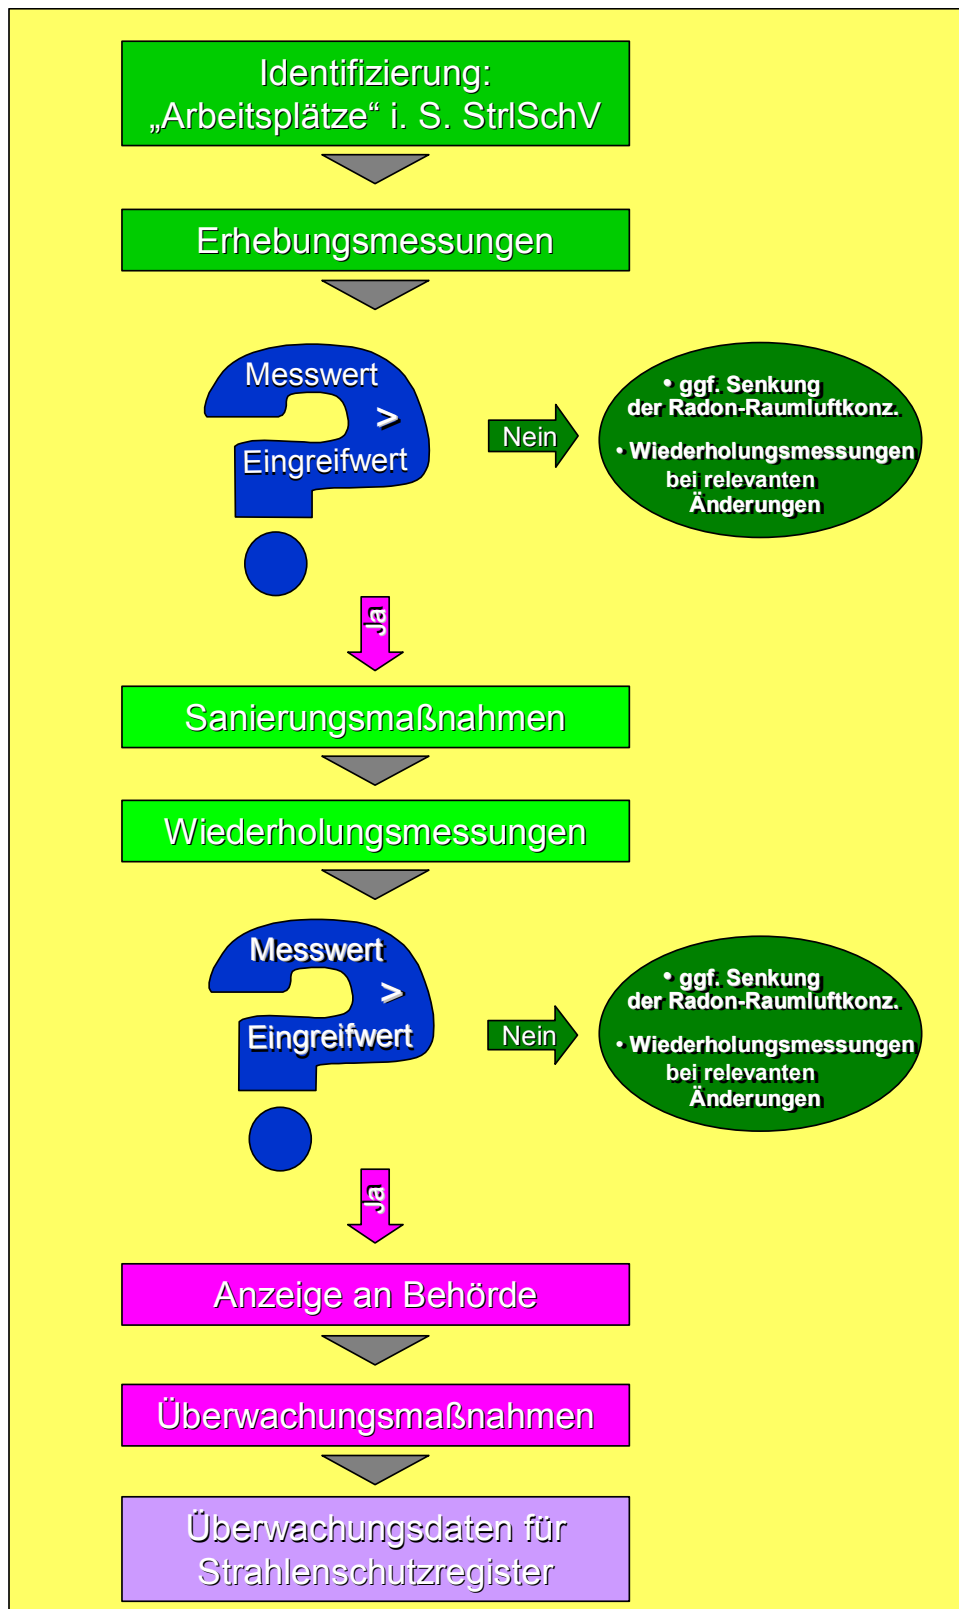 Identifizierung:
„Arbeitsplätze“ i. S. StrlSchV
Erhebungsmessungen
Messwert
>
Eingreifwert
Nein
• ggf. Senkung
der Radon-Raumluftkonz.
• Wiederholungsmessungen
bei relevanten
Änderungen
Ja
Sanierungsmaßnahmen
Wiederholungsmessungen
Messwert
>
Eingreifwert
Nein
• ggf. Senkung
der Radon-Raumluftkonz.
• Wiederholungsmessungen
bei relevanten
Änderungen
Ja
Anzeige an Behörde
Überwachungsmaßnahmen
Überwachungsdaten für
Strahlenschutzregister